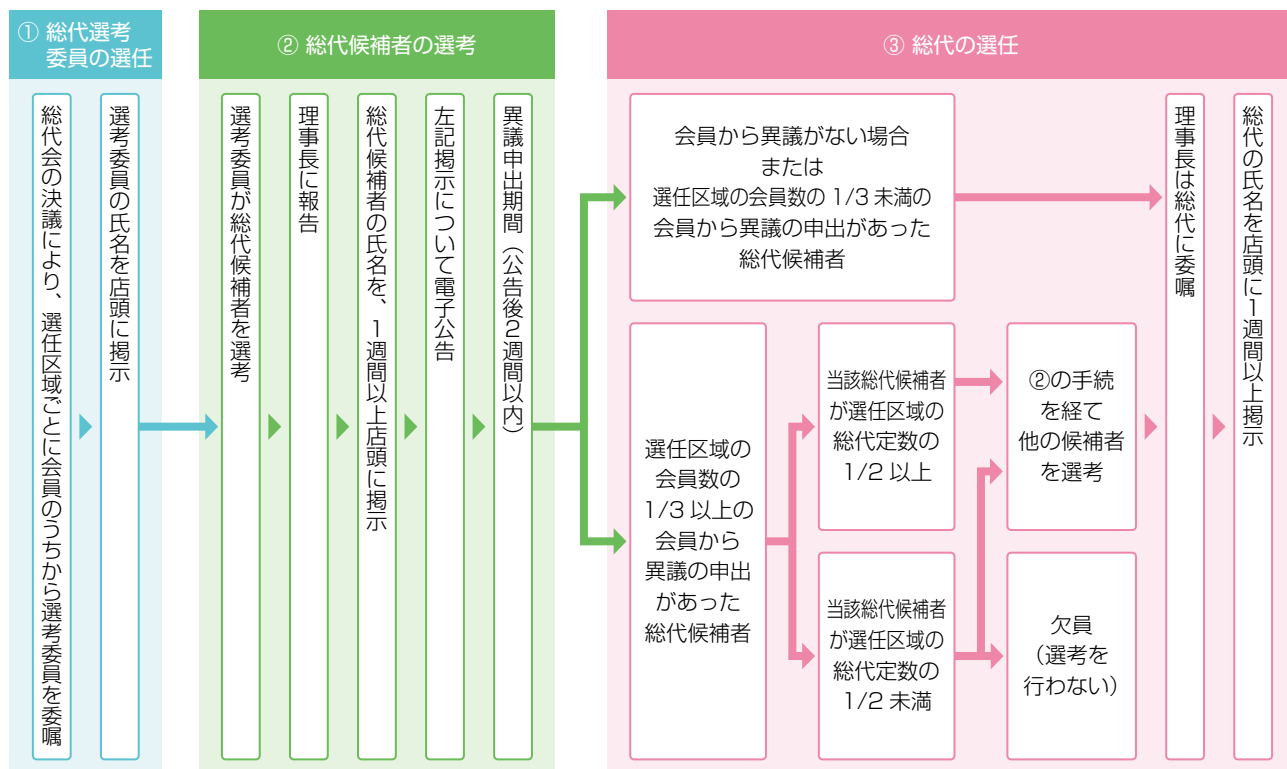 ① 総代選考
委員の選任
総代会の決議により、選任区域ごとに会員のうちから選考委員を委嘱
選考委員の氏名を店頭に掲示
② 総代候補者の選考
選考委員が総代候補者を選考
理事長に報告
総代候補者の氏名を、1週間以上店頭に掲示
左記掲示について電子公告
異議申出期間（公告後2週間以内）
③ 総代の選任
会員から異議がない場合
または
選任区域の会員数の 1/3 未満の
会員から異議の申出があった
総代候補者
選任区域の
会員数の
1/3 以上の
会員から
異議の申出
があった
総代候補者
当該総代候補者
が選任区域の
総代定数の
1/2 以上
当該総代候補者
が選任区域の
総代定数の
1/2 未満
②の手続
を経て
他の候補者
を選考
欠員
（選考を
行わない）
理事長は総代に委嘱
総代の氏名を店頭に1週間以上掲示